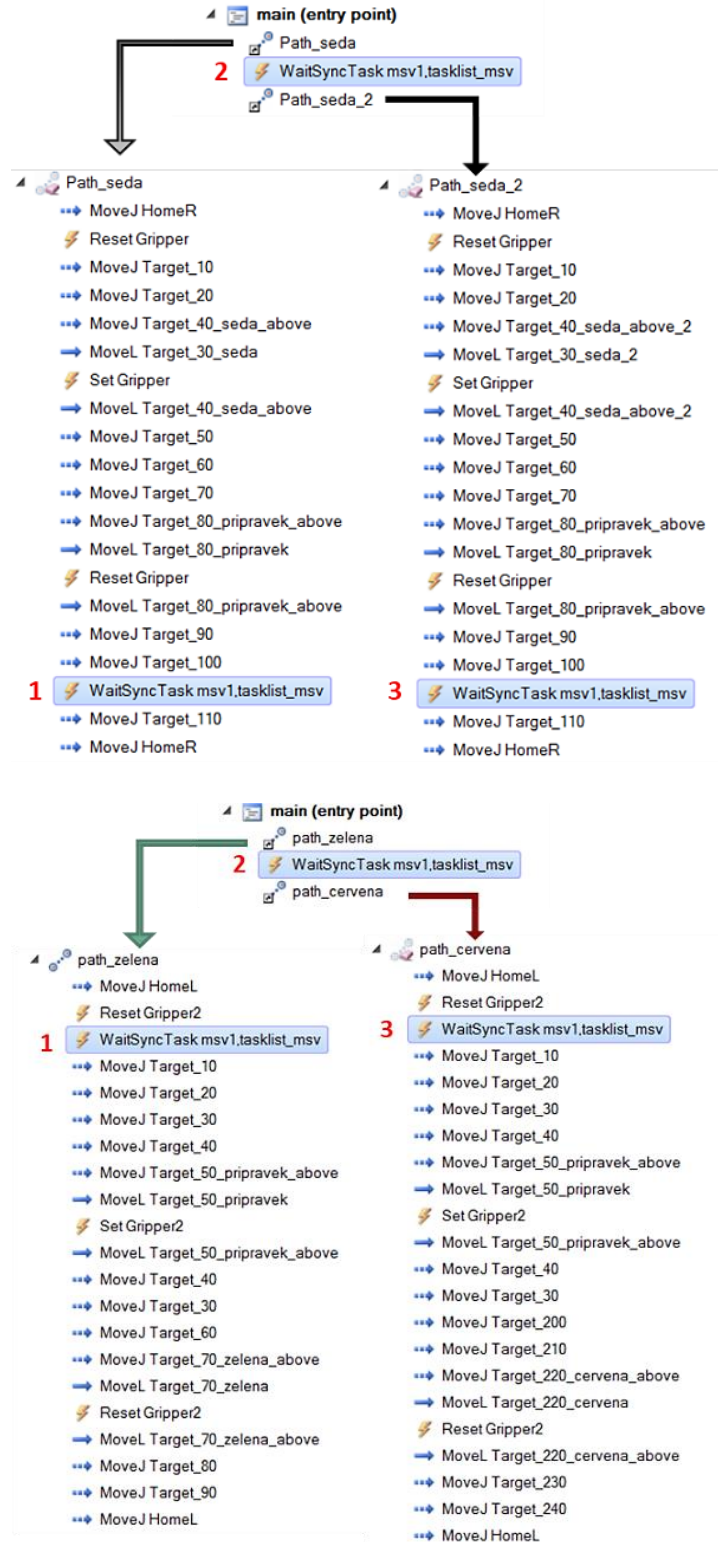 main (entry point)
Path_seda
2
WaitSyncTask msv1,tasklist_msv
Path_seda_2
Path_seda
MoveJ HomeR
Reset Gripper
MoveJ Target_10
MoveJ Target_20
MoveJ Target_40_seda_above
MoveL Target_30_seda
Set Gripper
MoveL Target_40_seda_above
MoveJ Target_50
MoveJ Target_60
MoveJ Target_70
MoveJ Target_80_pripravek_above
MoveL Target_80_pripravek
Reset Gripper
MoveL Target_80_pripravek_above
MoveJ Target_90
MoveJ Target_100
1
WaitSyncTask msv1,tasklist_msv
MoveJ Target_110
MoveJ HomeR
Path_seda_2
MoveJ HomeR
Reset Gripper
MoveJ Target_10
MoveJ Target_20
MoveJ Target_40_seda_above_2
MoveL Target_30_seda_2
Set Gripper
MoveL Target_40_seda_above_2
MoveJ Target_50
MoveJ Target_60
MoveJ Target_70
MoveJ Target_80_pripravek_above
MoveL Target_80_pripravek
Reset Gripper
MoveL Target_80_pripravek_above
MoveJ Target_90
MoveJ Target_100
3
WaitSyncTask msv1,tasklist_msv
MoveJ Target_110
MoveJ HomeR
main (entry point)
path_zelena
2
WaitSyncTask msv1,tasklist_msv
path_cervena
path_zelena
MoveJ HomeL
Reset Gripper2
1
WaitSyncTask msv1,tasklist_msv
MoveJ Target_10
MoveJ Target_20
MoveJ Target_30
MoveJ Target_40
MoveJ Target_50_pripravek_above
MoveL Target_50_pripravek
Set Gripper2
MoveL Target_50_pripravek_above
MoveJ Target_40
MoveJ Target_30
MoveJ Target_60
MoveJ Target_70_zelena_above
MoveL Target_70_zelena
Reset Gripper2
MoveL Target_70_zelena_above
MoveJ Target_80
MoveJ Target_90
MoveJ HomeL
path_cervena
MoveJ HomeL
Reset Gripper2
3
WaitSyncTask msv1,tasklist_msv
MoveJ Target_10
MoveJ Target_20
MoveJ Target_30
MoveJ Target_40
MoveJ Target_50_pripravek_above
MoveL Target_50_pripravek
Set Gripper2
MoveL Target_50_pripravek_above
MoveJ Target_40
MoveJ Target_30
MoveJ Target_200
MoveJ Target_210
MoveJ Target_220_cervena_above
MoveL Target_220_cervena
Reset Gripper2
MoveL Target_220_cervena_above
MoveJ Target_230
MoveJ Target_240
MoveJ HomeL